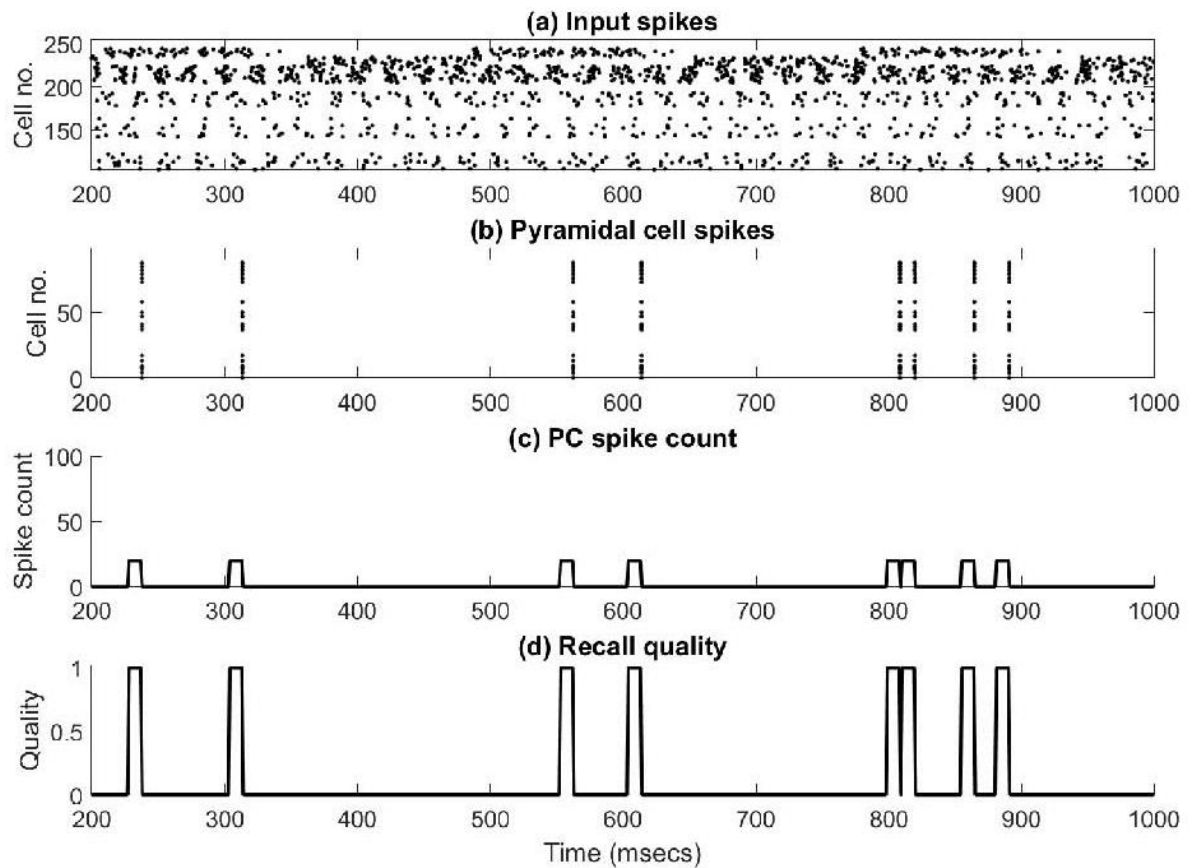 (a) Input spikes
Cell no.
250
200
150
200 300 400 500 600 700 800 900 1000
(b) Pyramidal cell spikes
Cell no.
50
0
200 300 400 500 600 700 800 900 1000
(c) PC spike count
Spike count
100
50
0
200 300 400 500 600 700 800 900 1000
(d) Recall quality
Quality
1
0.5
0
200 300 400 500 600 700 800 900 1000
Time (msecs)